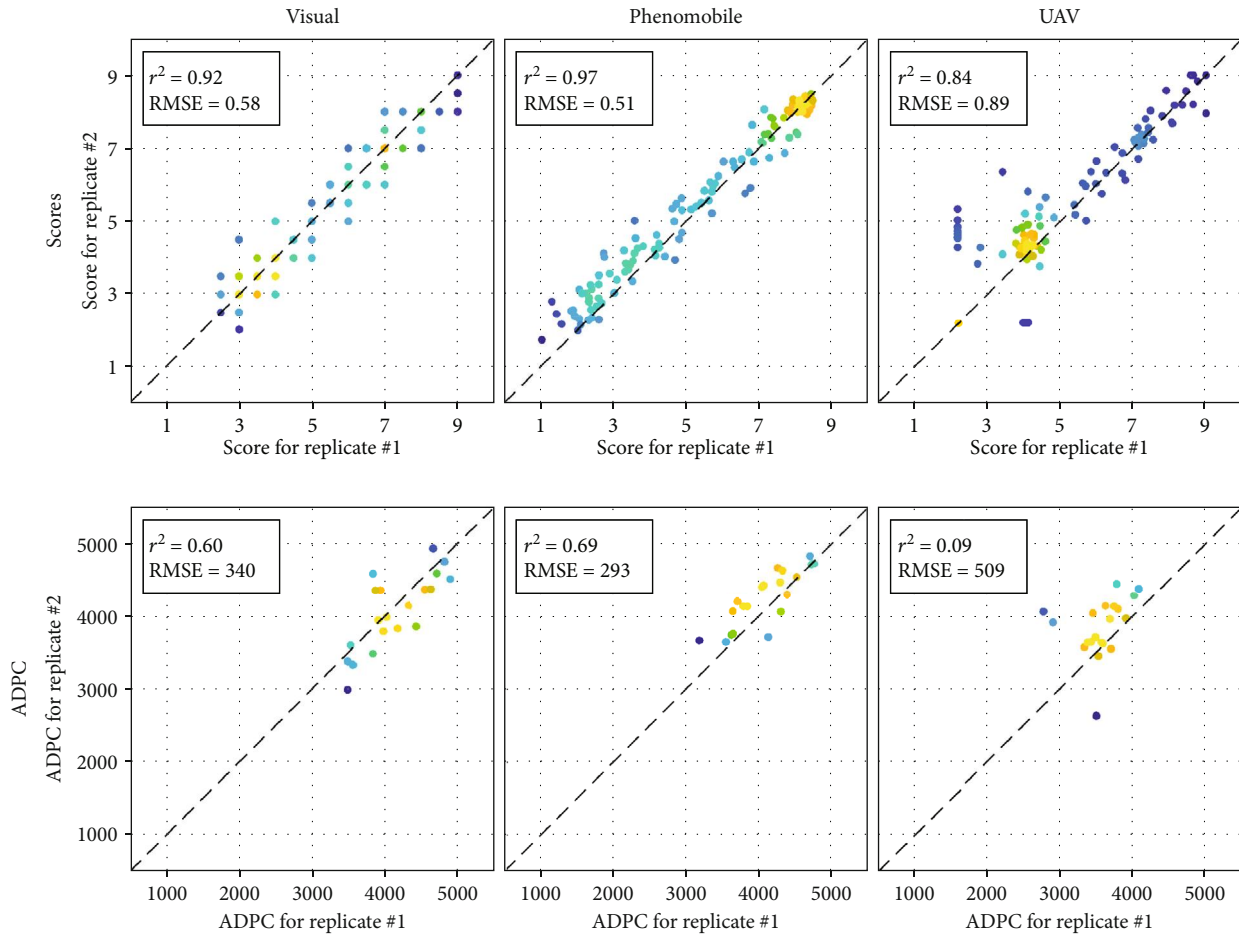 Visual
Phenomobile
UAV
r² = 0.92
RMSE = 0.58
r² = 0.97
RMSE = 0.51
r² = 0.84
RMSE = 0.89
Scores
Score for replicate #2
9
7
5
3
1
1 3 5 7 9
1 3 5 7 9
1 3 5 7 9
Score for replicate #1
Score for replicate #1
Score for replicate #1
r² = 0.60
RMSE = 340
r² = 0.69
RMSE = 293
r² = 0.09
RMSE = 509
ADPC
ADPC for replicate #2
5000
4000
3000
2000
1000
1000 2000 3000 4000 5000
1000 2000 3000 4000 5000
1000 2000 3000 4000 5000
ADPC for replicate #1
ADPC for replicate #1
ADPC for replicate #1